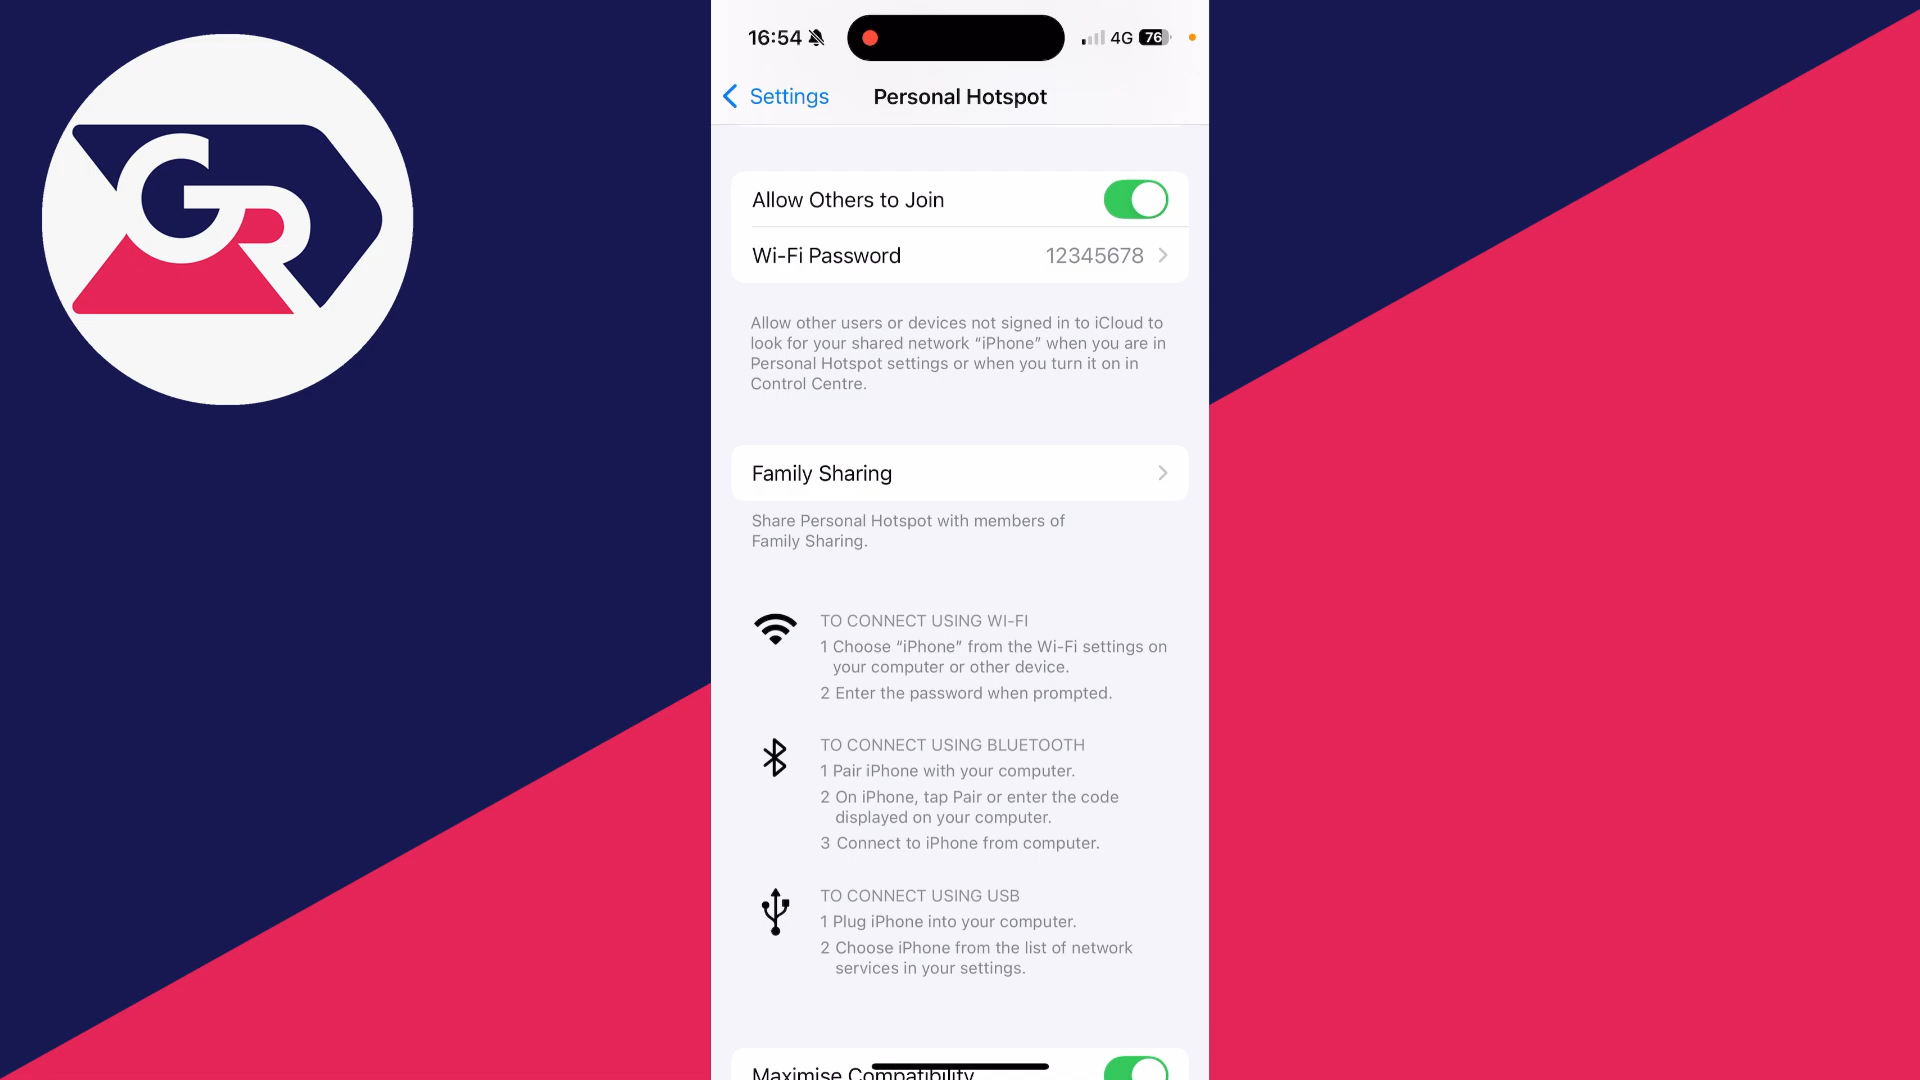 GR
16:54
4G 76
Settings
Personal Hotspot
Allow Others to Join
Wi-Fi Password 12345678
Allow other users or devices not signed in to iCloud to
look for your shared network “iPhone” when you are in
Personal Hotspot settings or when you turn it on in
Control Centre.
Family Sharing
Share Personal Hotspot with members of
Family Sharing.
TO CONNECT USING WI-FI
1 Choose “iPhone” from the Wi-Fi settings on
your computer or other device.
2 Enter the password when prompted.
TO CONNECT USING BLUETOOTH
1 Pair iPhone with your computer.
2 On iPhone, tap Pair or enter the code
displayed on your computer.
3 Connect to iPhone from computer.
TO CONNECT USING USB
1 Plug iPhone into your computer.
2 Choose iPhone from the list of network
services in your settings.
Maximise Compatibility